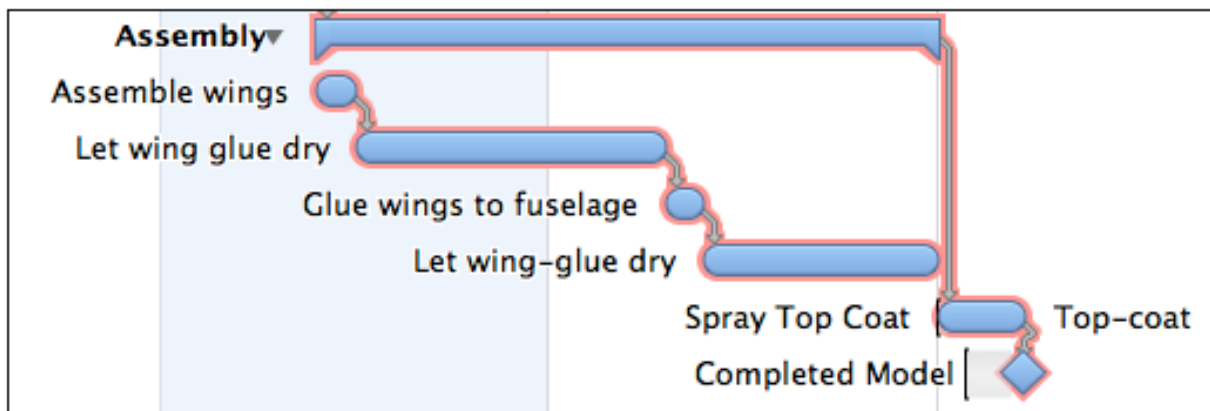 Assembly
Assemble wings
Let wing glue dry
Glue wings to fuselage
Let wing-glue dry
Spray Top Coat Top-coat
Completed Model